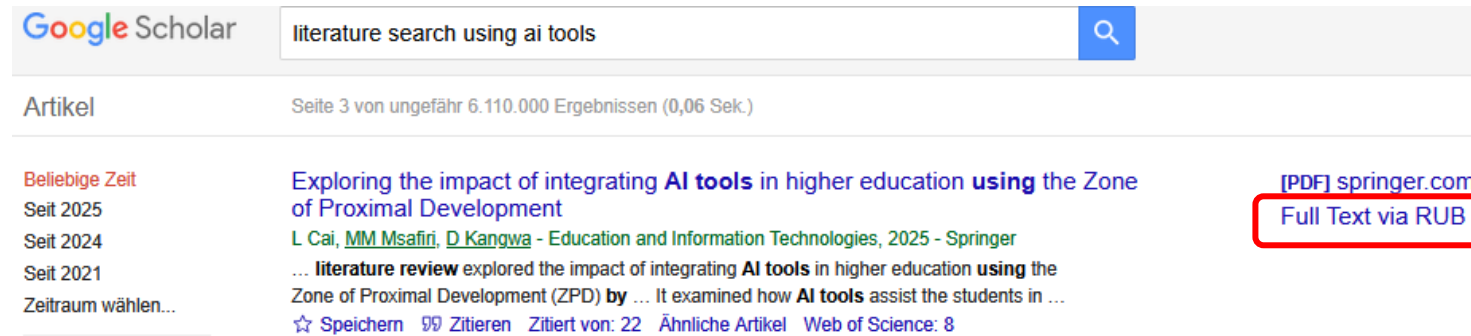 Google Scholar
literature search using ai tools
Artikel
Seite 3 von ungefähr 6.110.000 Ergebnissen (0,06 Sek.)
Beliebige Zeit
Seit 2025
Seit 2024
Seit 2021
Zeitraum wählen...
Exploring the impact of integrating AI tools in higher education using the Zone
of Proximal Development
L Cai, MM Msafiri, D Kangwa - Education and Information Technologies, 2025 - Springer
... literature review explored the impact of integrating AI tools in higher education using the
Zone of Proximal Development (ZPD) by ... It examined how AI tools assist the students in ...
Speichern Zitieren Zitiert von: 22 Ähnliche Artikel Web of Science: 8
[PDF] springer.com
Full Text via RUB